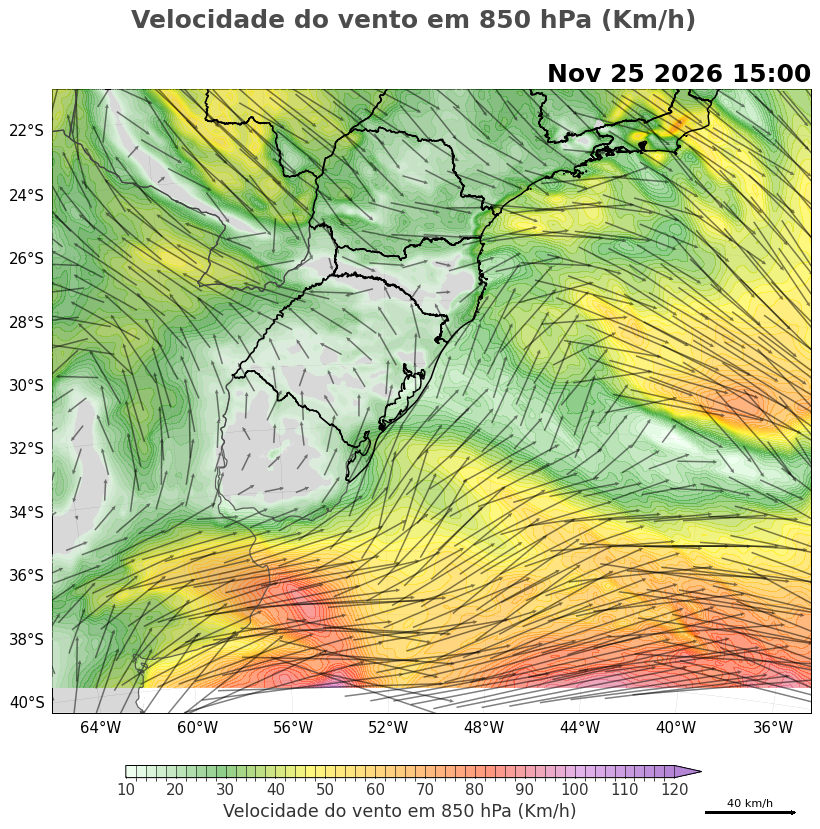 Velocidade do vento em 850 hPa (Km/h)
Nov 25 2026 15:00
22°S
24°S
26°S
28°S
30°S
32°S
34°S
36°S
38°S
40°S
64°W 60°W 56°W 52°W 48°W 44°W 40°W 36°W
10 20 30 40 50 60 70 80 90 100 110 120
Velocidade do vento em 850 hPa (Km/h)
40 km/h